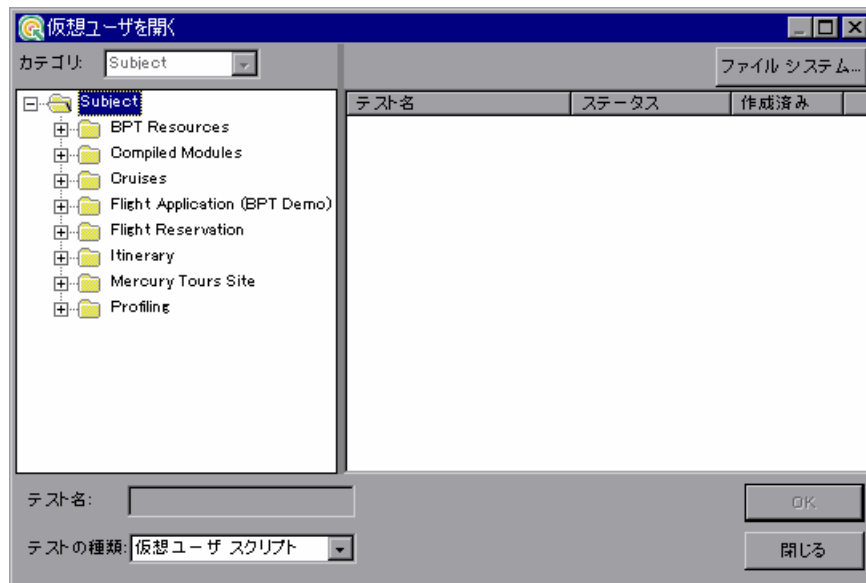 仮想ユーザを開く
カテゴリ: Subject
ファイル システム...
Subject
BPT Resources
Compiled Modules
Cruises
Flight Application (BPT Demo)
Flight Reservation
Itinerary
Mercury Tours Site
Profiling
テスト名 ステータス 作成済み
テスト名:
OK
テストの種類: 仮想ユーザ スクリプト
閉じる